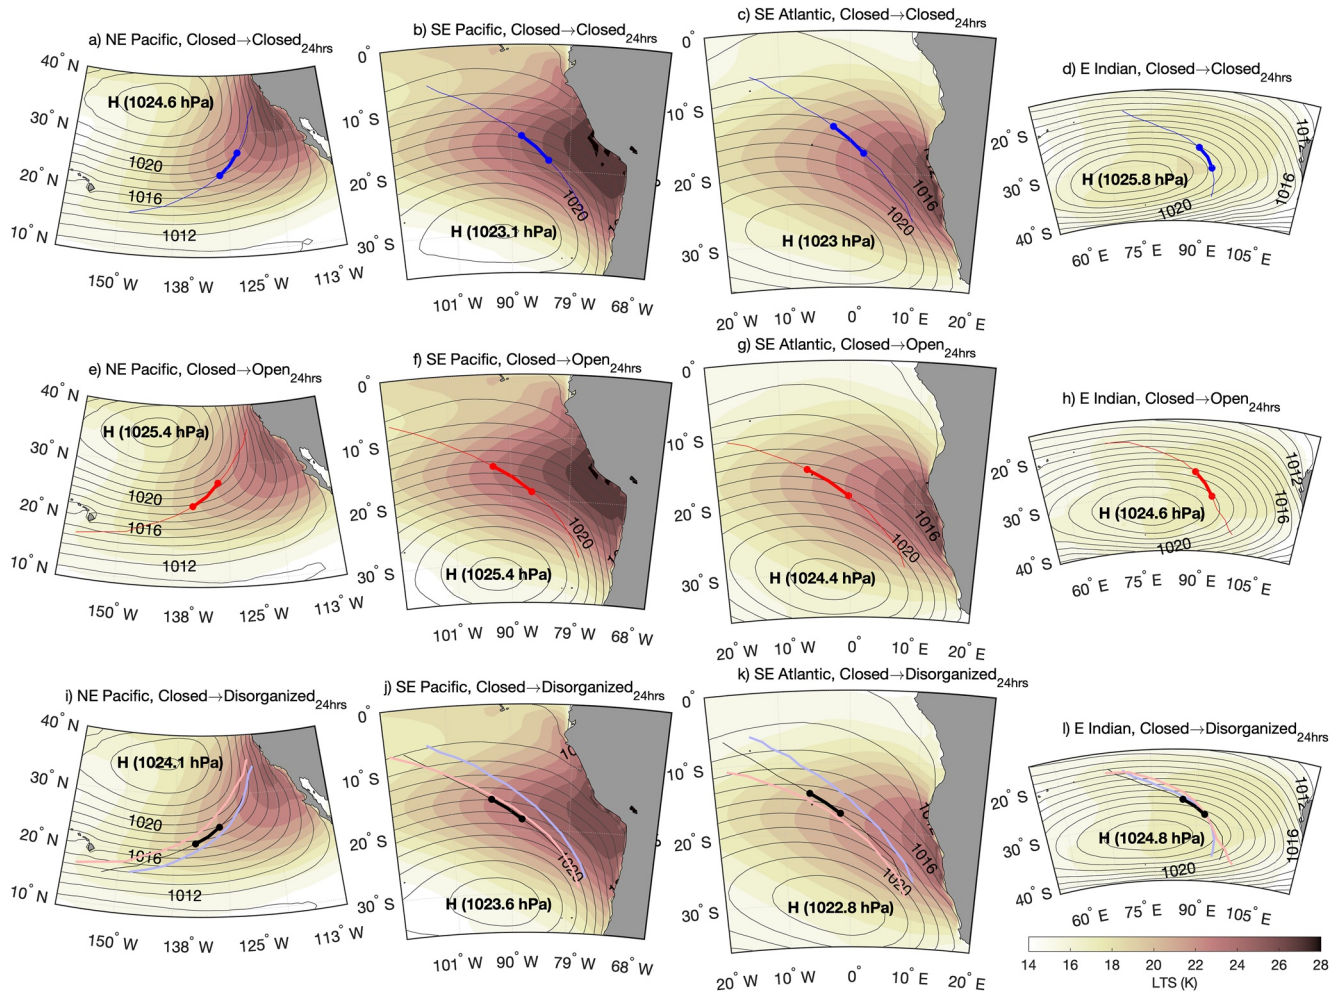 a) NE Pacific, Closed→Closed24hrs
40° N
30° N
20° N
10° N
H (1024.6 hPa)
1020
1016
1012
150° W
138° W
125° W
113° W
b) SE Pacific, Closed→Closed24hrs
0°
10° S
20° S
30° S
H (1023.1 hPa)
1020
101° W
90° W
79° W
68° W
c) SE Atlantic, Closed→Closed24hrs
0°
10° S
20° S
30° S
H (1023 hPa)
1016
1020
20° W
10° W
0°
10° E
20° E
d) E Indian, Closed→Closed24hrs
20° S
30° S
40° S
H (1025.8 hPa)
1016
1020
60° E
75° E
90° E
105° E
e) NE Pacific, Closed→Open24hrs
40° N
30° N
20° N
10° N
H (1025.4 hPa)
1020
1016
1012
150° W
138° W
125° W
113° W
f) SE Pacific, Closed→Open24hrs
0°
10° S
20° S
30° S
H (1025.4 hPa)
1020
101° W
90° W
79° W
68° W
g) SE Atlantic, Closed→Open24hrs
0°
10° S
20° S
30° S
H (1024.4 hPa)
1016
1020
20° W
10° W
0°
10° E
20° E
h) E Indian, Closed→Open24hrs
20° S
30° S
40° S
H (1024.6 hPa)
1012
1016
1020
60° E
75° E
90° E
105° E
i) NE Pacific, Closed→Disorganized24hrs
40° N
30° N
20° N
10° N
H (1024.1 hPa)
1020
1016
1012
150° W
138° W
125° W
113° W
j) SE Pacific, Closed→Disorganized24hrs
0°
10° S
20° S
30° S
H (1023.6 hPa)
1020
101° W
90° W
79° W
68° W
k) SE Atlantic, Closed→Disorganized24hrs
0°
10° S
20° S
30° S
H (1022.8 hPa)
1016
1020
20° W
10° W
0°
10° E
20° E
l) E Indian, Closed→Disorganized24hrs
20° S
30° S
40° S
H (1024.8 hPa)
1016
1020
60° E
75° E
90° E
105° E
14 16 18 20 22 24 26 28
LTS (K)